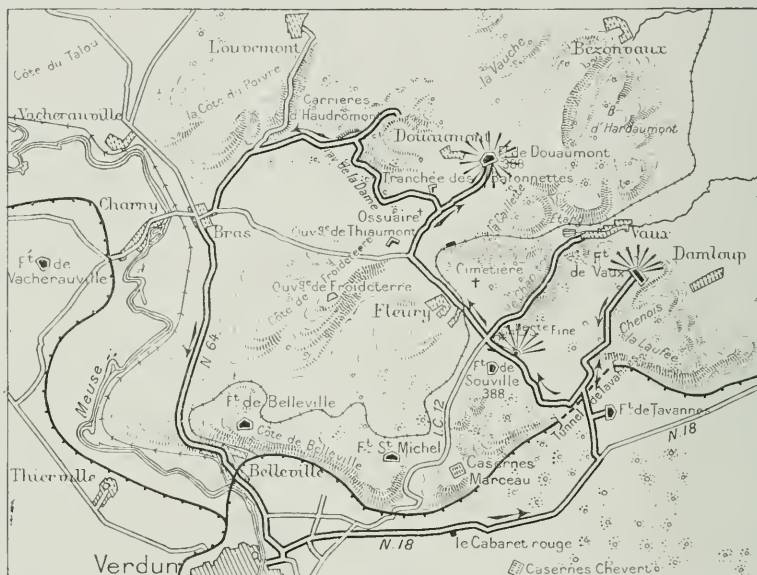 Côte du Talou
Louvemont
Bezonvaux
la Vauche
la Côte du Poivre
Vacherauville
Carrières
d'Haudromont
Douaumont
B
d'Hardaumont
Ft de Douaumont
388
Rav. de la Dame
Tranchée des Baïonnettes
Charny
Bras
Ossuaire
Ouvge de Thiaumont
la Caillette
Etang
Vaux
Ft de
Vacherauville
Ouvge de Froideterre
Côte de Froideterre
Cimetière
Ft
de Vaux
Damloup
Fleury
Chenois
la Laufée
N 64
Meuse
Ft de
Souville
388
C. 12
Tunnel de Tavannes
Ft de Belleville
Côte de Belleville
Ft St Michel
Ft de Tavannes
N.18
Thierville
Belleville
Casernes
Marceau
Verdun
N.18
le Cabaret rouge
Casernes Chevert